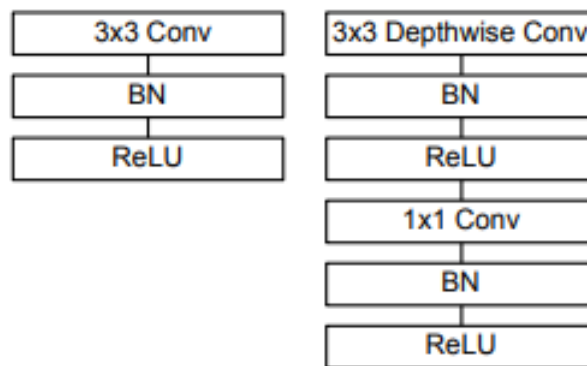 3x3 Conv
BN
ReLU
3x3 Depthwise Conv
BN
ReLU
1x1 Conv
BN
ReLU